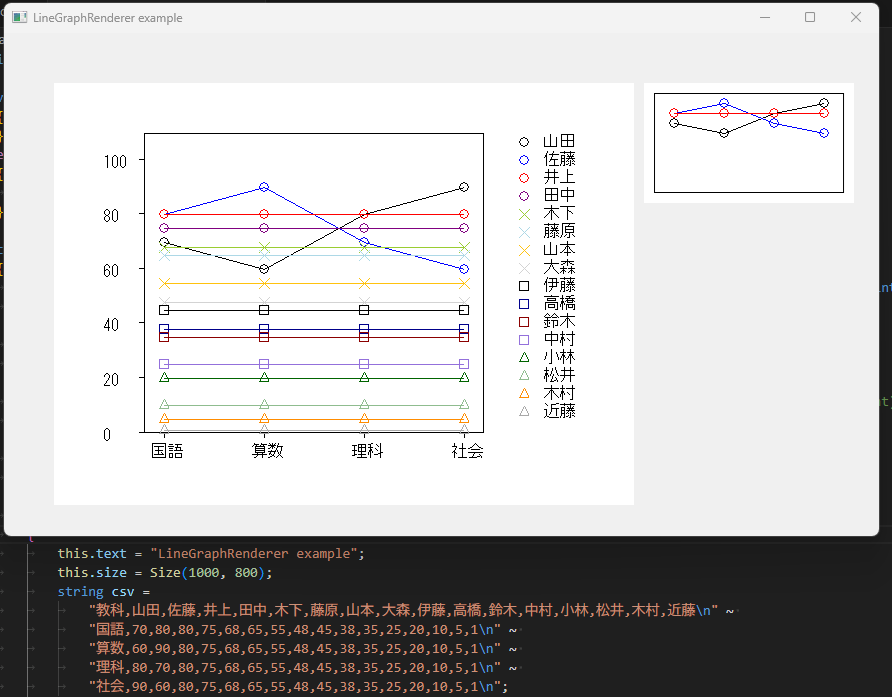 LineGraphRenderer example
100
80
60
40
20
0
国語 算数 理科 社会
山田
佐藤
井上
田中
木下
藤原
山本
大森
伊藤
高橋
鈴木
中村
小林
松井
木村
近藤
this.text = "LineGraphRenderer example";
this.size = Size(1000, 800);
string csv =
"教科,山田,佐藤,井上,田中,木下,藤原,山本,大森,伊藤,高橋,鈴木,中村,小林,松井,木村,近藤\n" ~
"国語,70,80,80,75,68,65,55,48,45,38,35,25,20,10,5,1\n" ~
"算数,60,90,80,75,68,65,55,48,45,38,35,25,20,10,5,1\n" ~
"理科,80,70,80,75,68,65,55,48,45,38,35,25,20,10,5,1\n" ~
"社会,90,60,80,75,68,65,55,48,45,38,35,25,20,10,5,1\n";